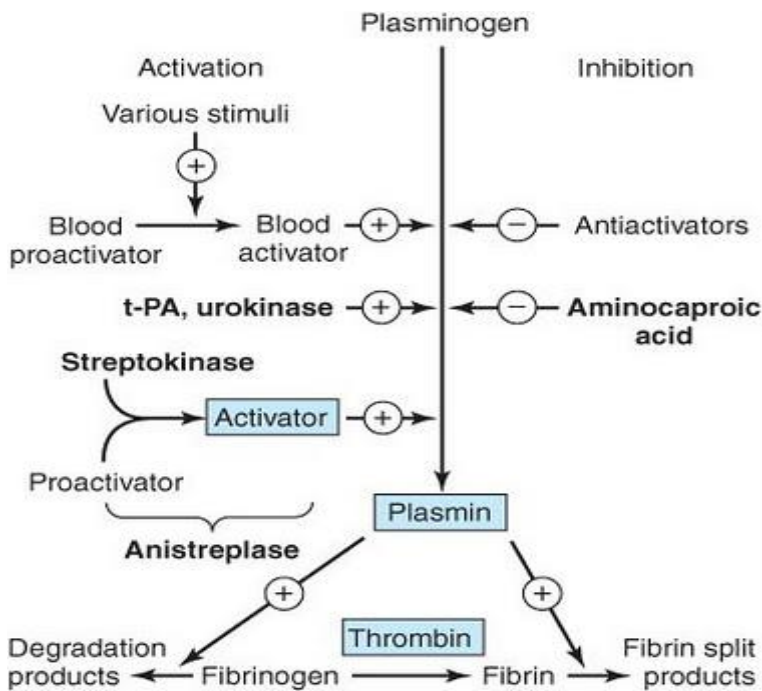 Plasminogen
Activation
Inhibition
Various stimuli
+
Blood
proactivator
Blood
activator
+
−
Antiactivators
t-PA, urokinase
+
−
Aminocaproic
acid
Streptokinase
Activator
+
Proactivator
Plasmin
Anistreplase
+
+
Thrombin
Degradation
products
Fibrinogen
Fibrin
Fibrin split
products